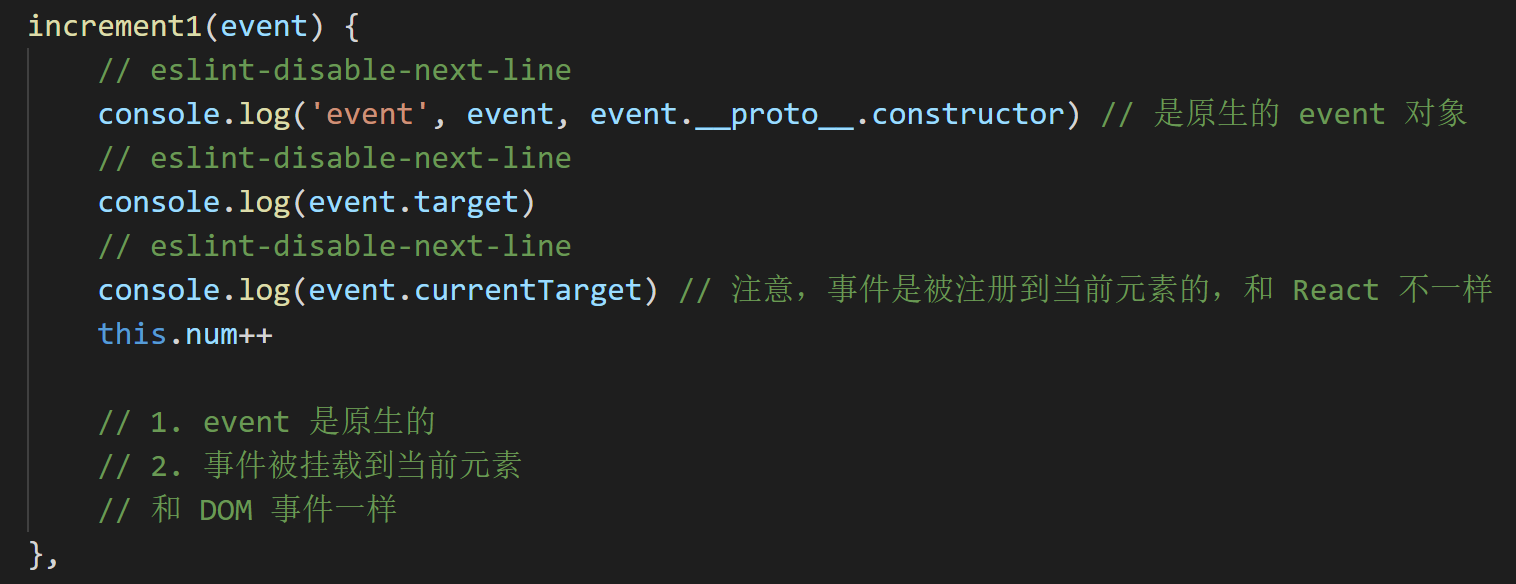 increment1(event) {
// eslint-disable-next-line
console.log('event', event, event.__proto__.constructor) // 是原生的 event 对象
// eslint-disable-next-line
console.log(event.target)
// eslint-disable-next-line
console.log(event.currentTarget) // 注意，事件是被注册到当前元素的，和 React 不一样
this.num++
// 1. event 是原生的
// 2. 事件被挂载到当前元素
// 和 DOM 事件一样
},